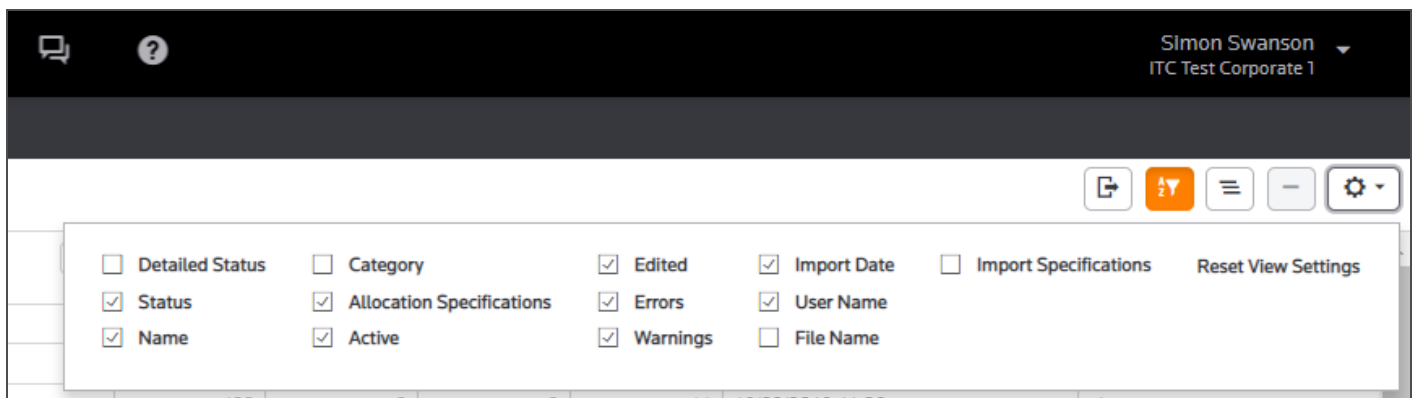 SImon Swanson
ITC Test Corporate 1
Detailed Status Category Edited Import Date Import Specifications Reset View Settings
Status Allocation Specifications Errors User Name
Name Active Warnings File Name